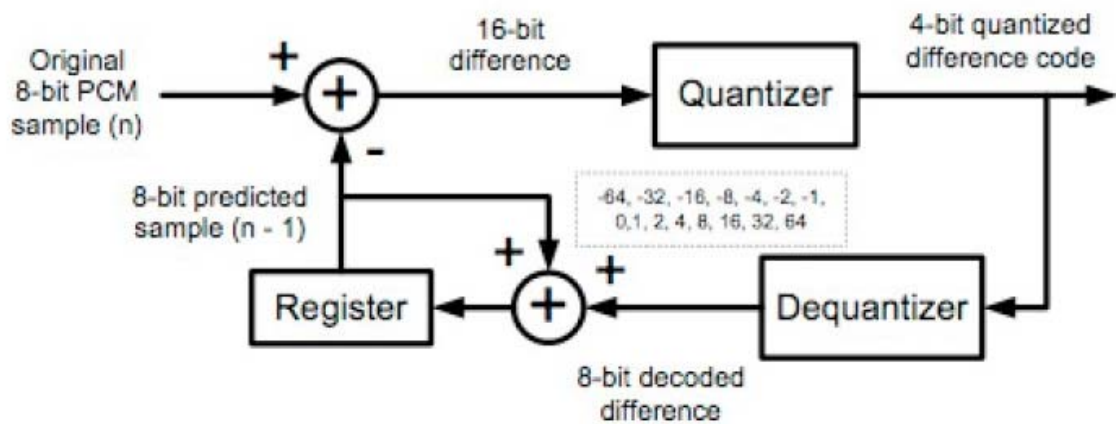 Original
8-bit PCM
sample (n)
+
+
16-bit
difference
Quantizer
4-bit quantized
difference code
-
8-bit predicted
sample (n - 1)
-64, -32, -16, -8, -4, -2, -1,
0,1, 2, 4, 8, 16, 32, 64
+
+
+
Register
Dequantizer
8-bit decoded
difference